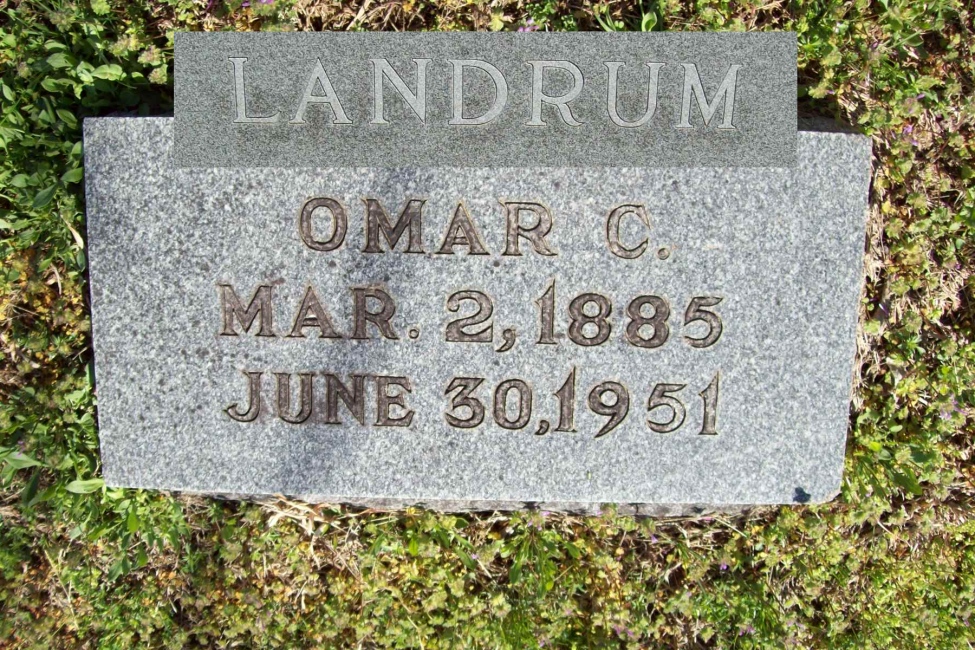 LANDRUM
OMAR C.
MAR. 2, 1885
JUNE 30, 1951